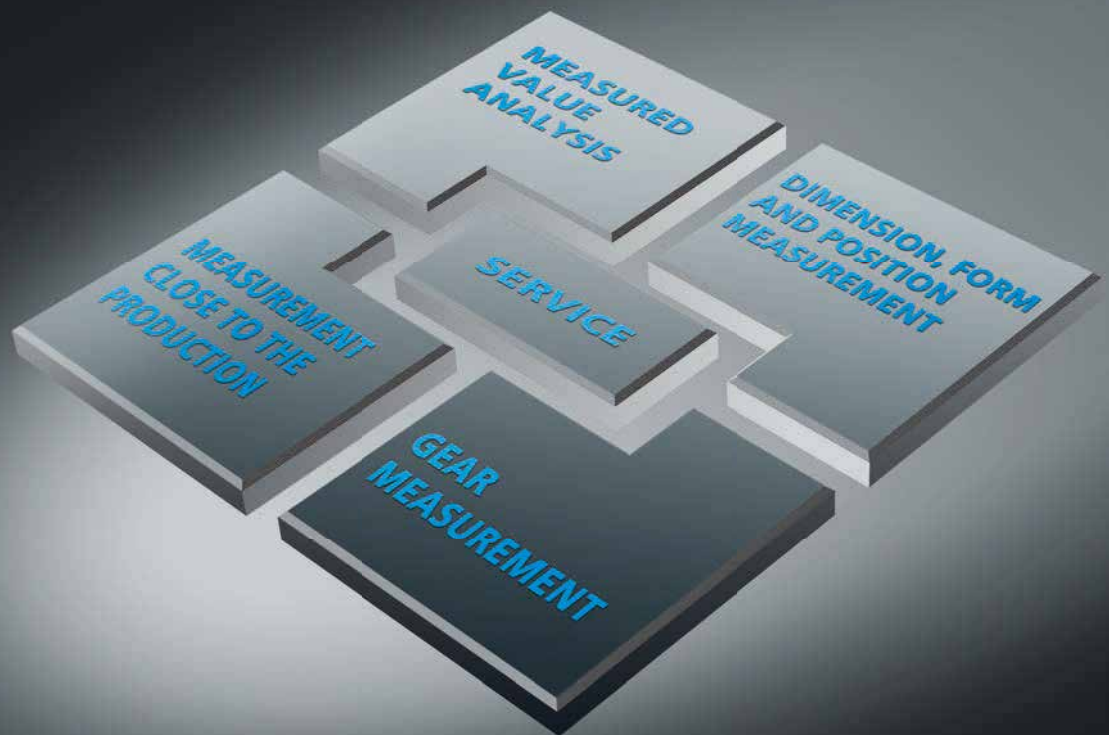 MEASURED
VALUE
ANALYSIS
DIMENSION, FORM
AND POSITION
MEASUREMENT
MEASUREMENT
CLOSE TO THE
PRODUCTION
SERVICE
GEAR
MEASUREMENT